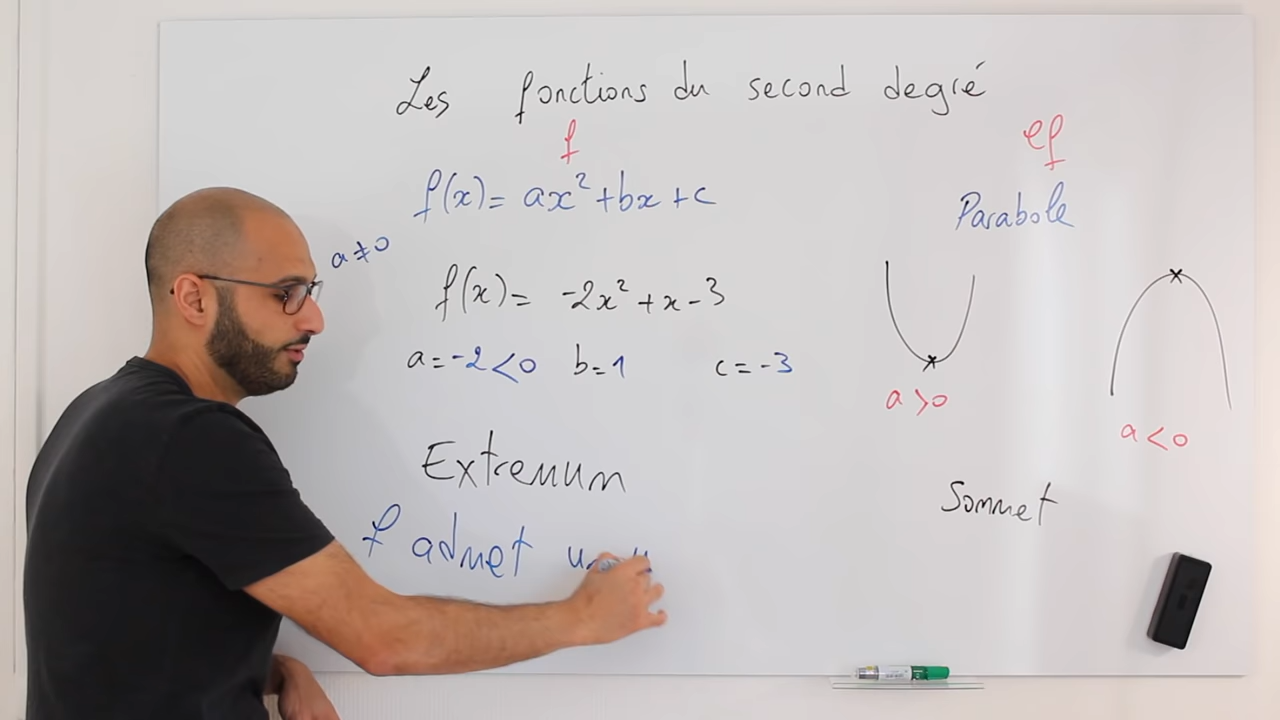 Les fonctions du second degré
f
ef
f(x) = ax² + bx + c
Parabole
a ≠ 0
f(x) = -2x² + x - 3
a = -2 < 0 b = 1 c = -3
a > 0
a < 0
Extremum
Sommet
f admet